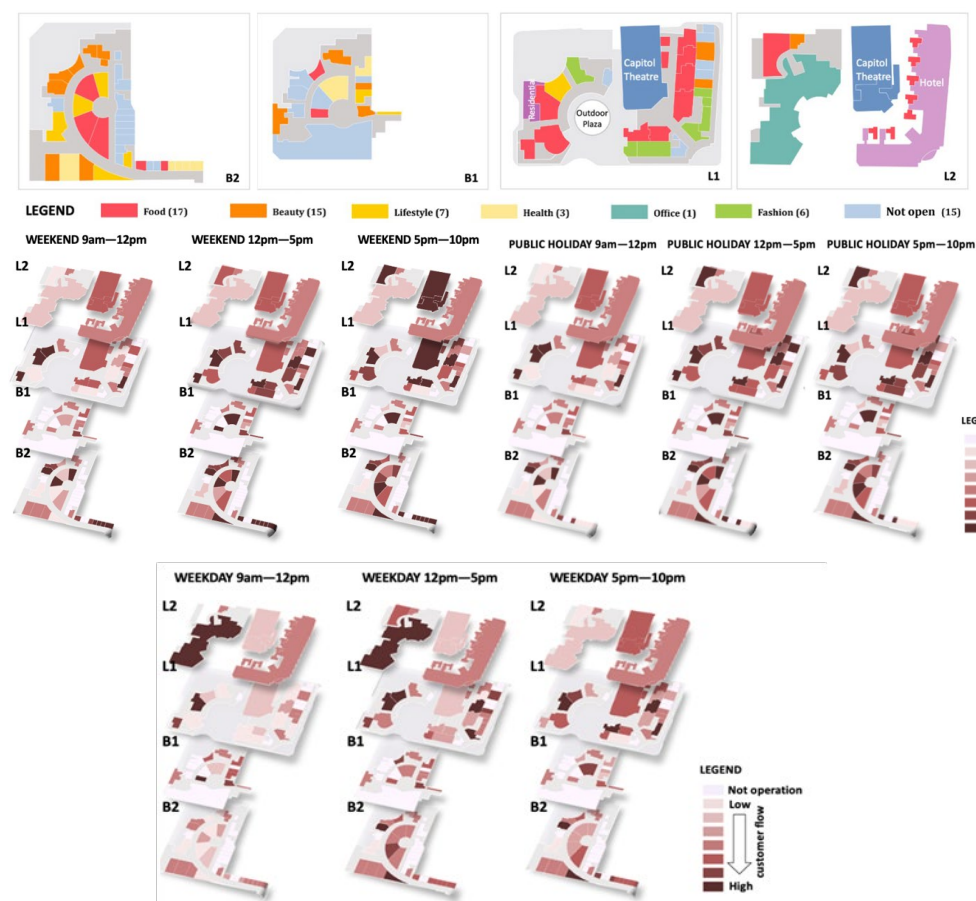 Capitol
Theatre
Residentia
Outdoor
Plaza
Capitol
Theatre
Hotel
B2
B1
L1
L2
LEGEND Food (17) Beauty (15) Lifestyle (7) Health (3) Office (1) Fashion (6) Not open (15)
WEEKEND 9am—12pm WEEKEND 12pm—5pm WEEKEND 5pm—10pm PUBLIC HOLIDAY 9am—12pm PUBLIC HOLIDAY 12pm—5pm PUBLIC HOLIDAY 5pm—10pm
L2 L2 L2 L2 L2 L2
L1 L1 L1 L1 L1 L1
B1 B1 B1 B1 B1 B1
LEG
B2 B2 B2 B2 B2 B2
WEEKDAY 9am—12pm WEEKDAY 12pm—5pm WEEKDAY 5pm—10pm
L2 L2 L2
L1 L1 L1
B1 B1 B1
B2 B2 B2
LEGEND
Not operation
Low
customer flow
High